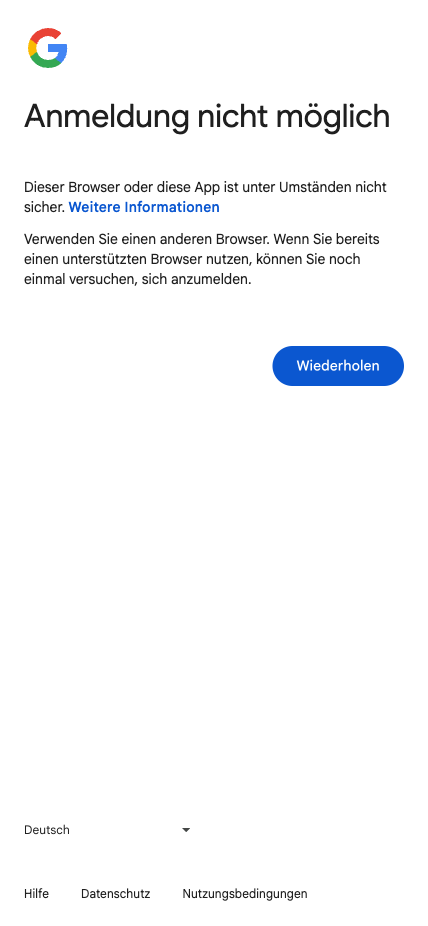 Anmeldung nicht möglich
Dieser Browser oder diese App ist unter Umständen nicht
sicher. Weitere Informationen
Verwenden Sie einen anderen Browser. Wenn Sie bereits
einen unterstützten Browser nutzen, können Sie noch
einmal versuchen, sich anzumelden.
Wiederholen
Deutsch
Hilfe Datenschutz Nutzungsbedingungen